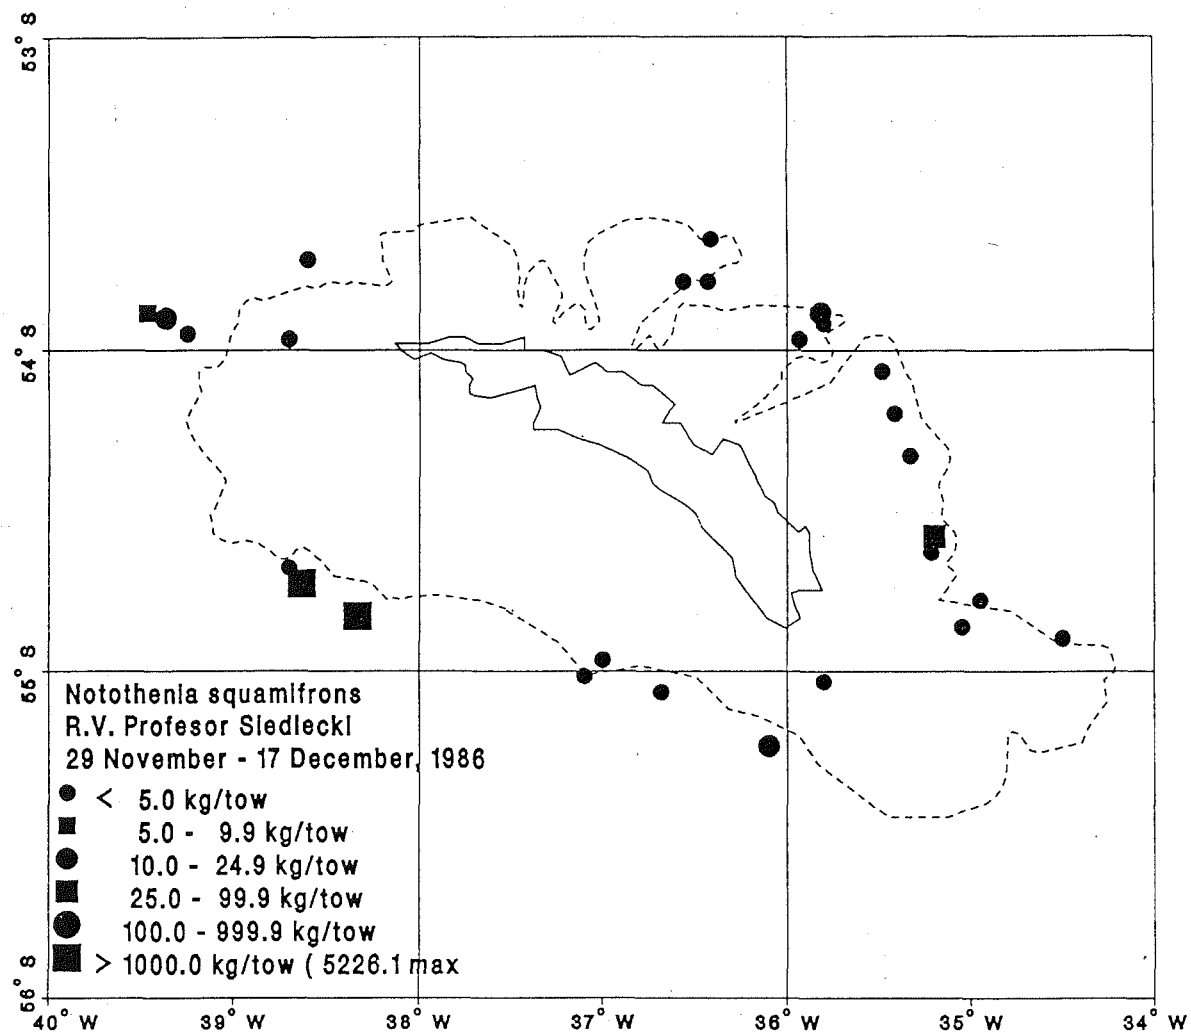 53° S
54° S
55° S
56° S
Notothenia squamifrons
R.V. Profesor Siedlecki
29 November - 17 December, 1986
< 5.0 kg/tow
5.0 - 9.9 kg/tow
10.0 - 24.9 kg/tow
25.0 - 99.9 kg/tow
100.0 - 999.9 kg/tow
> 1000.0 kg/tow ( 5226.1 max
40° W 39° W 38° W 37° W 36° W 35° W 34° W